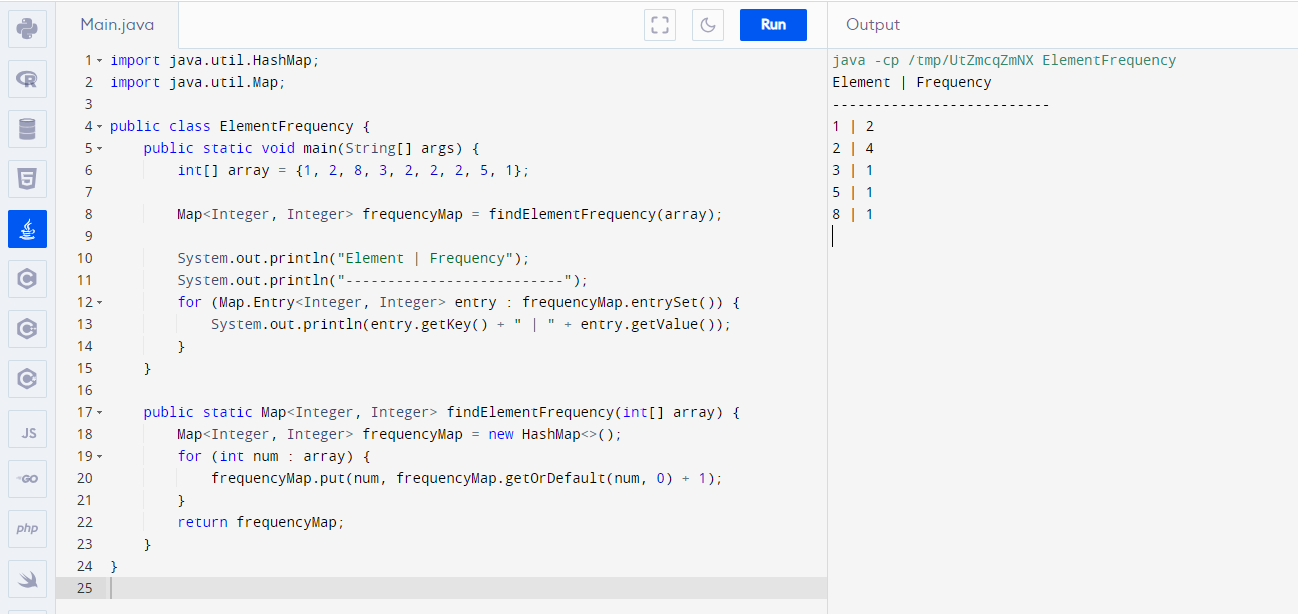 Main.java
Run
Output
1 import java.util.HashMap;
2 import java.util.Map;
3
4 public class ElementFrequency {
5     public static void main(String[] args) {
6         int[] array = {1, 2, 8, 3, 2, 2, 2, 5, 1};
7
8         Map<Integer, Integer> frequencyMap = findElementFrequency(array);
9
10         System.out.println("Element | Frequency");
11         System.out.println("--------------------------");
12         for (Map.Entry<Integer, Integer> entry : frequencyMap.entrySet()) {
13             System.out.println(entry.getKey() + " | " + entry.getValue());
14         }
15     }
16
17     public static Map<Integer, Integer> findElementFrequency(int[] array) {
18         Map<Integer, Integer> frequencyMap = new HashMap<>();
19         for (int num : array) {
20             frequencyMap.put(num, frequencyMap.getOrDefault(num, 0) + 1);
21         }
22         return frequencyMap;
23     }
24 }
25
java -cp /tmp/UtZmcqZmNX ElementFrequency
Element | Frequency
--------------------------
1 | 2
2 | 4
3 | 1
5 | 1
8 | 1
R
5
C
C
C
JS
GO
php